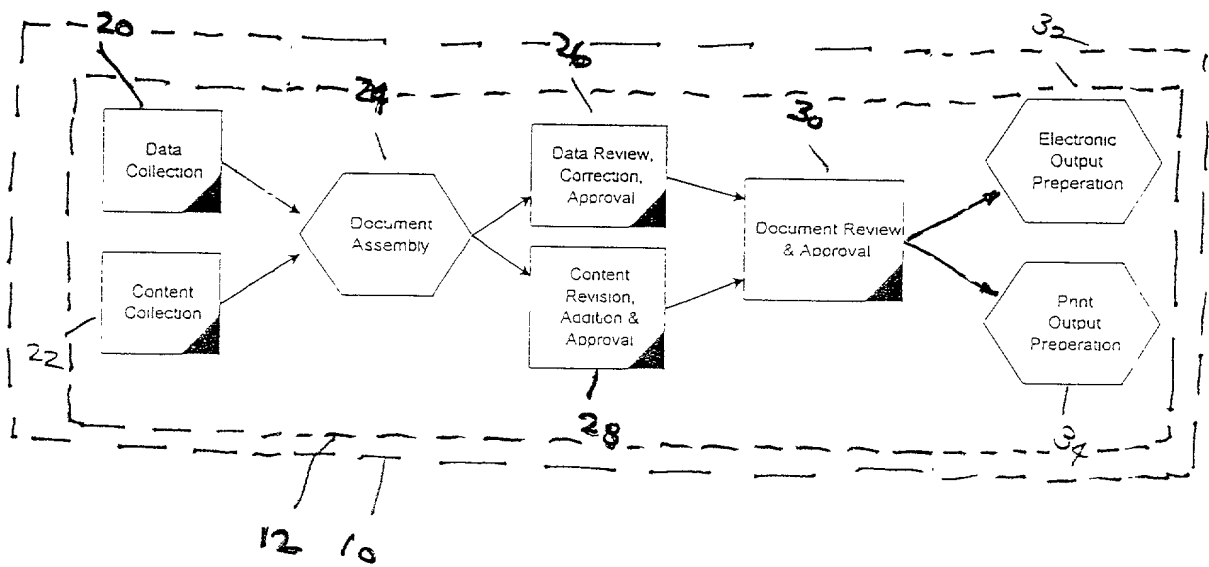 20
26
32
24
30
Data
Collection
Document
Assembly
Data Review,
Correction,
Approval
Document Review
& Approval
Electronic
Output
Preperation
Content
Collection
Content
Revision,
Addition &
Approval
Print
Output
Preperation
22
28
34
12
10